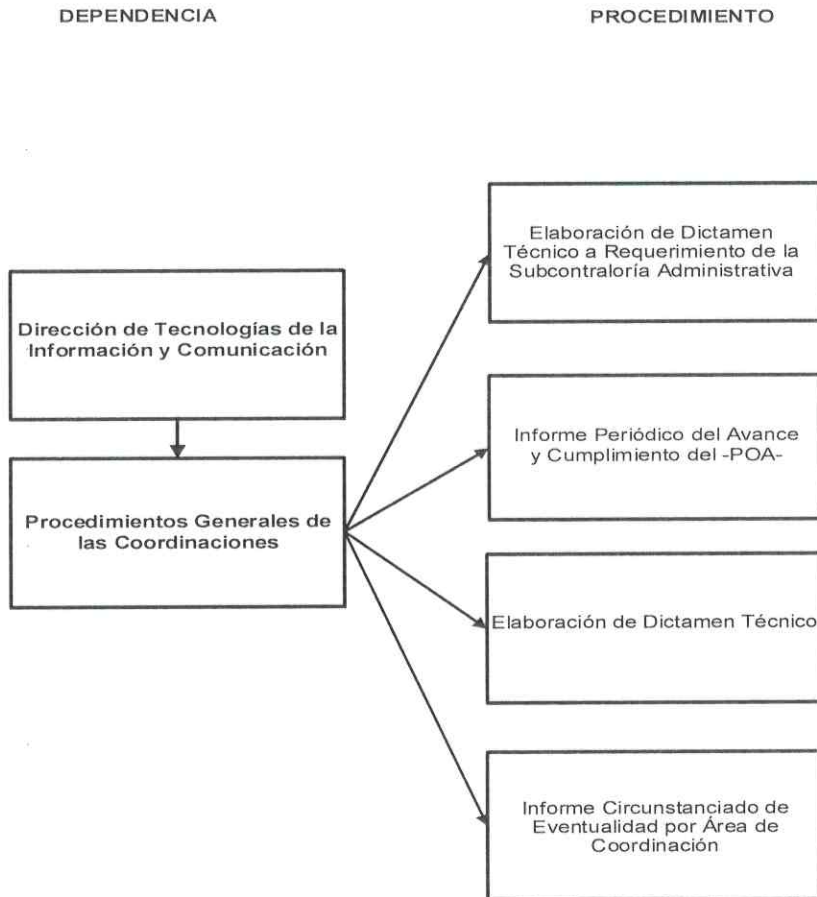 DEPENDENCIA
PROCEDIMIENTO
Elaboración de Dictamen
Técnico a Requerimiento de la
Subcontraloría Administrativa
Dirección de Tecnologías de la
Información y Comunicación
Informe Periódico del Avance
y Cumplimiento del -POA-
Procedimientos Generales de
las Coordinaciones
Elaboración de Dictamen Técnico
Informe Circunstanciado de
Eventualidad por Área de
Coordinación